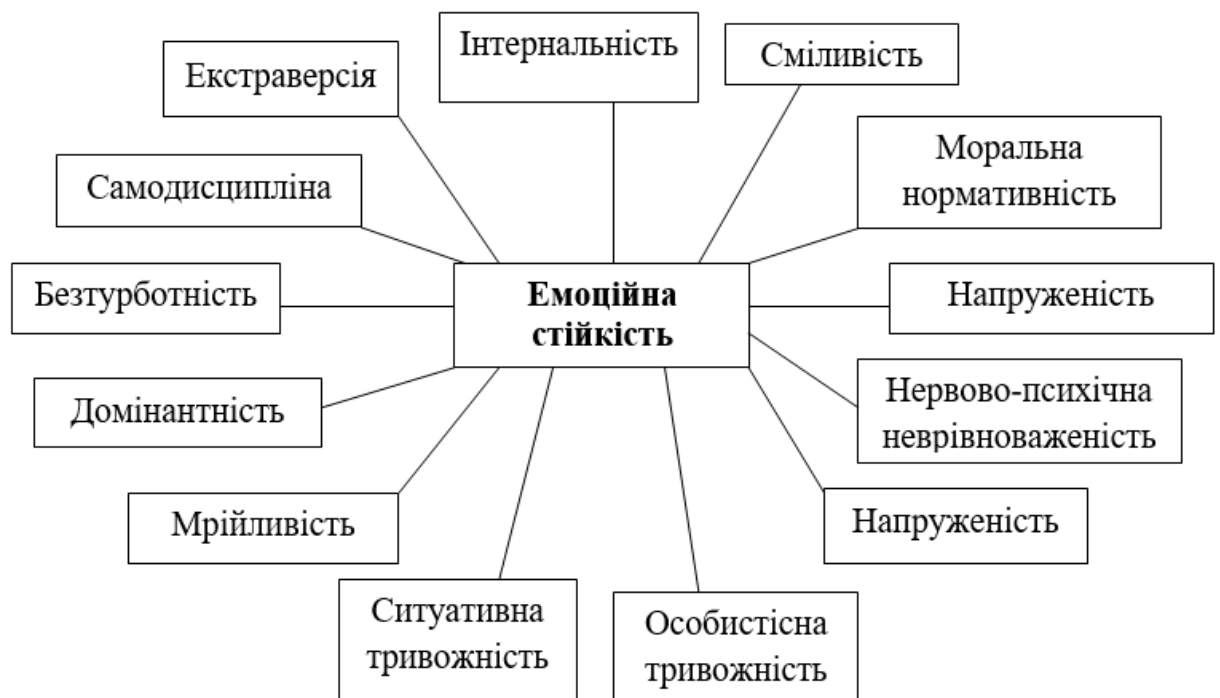 Інтернальність
Сміливість
Екстраверсія
Моральна
нормативність
Самодисципліна
Безтурботність
Емоційна
стійкість
Напруженість
Домінантність
Нервово-психічна
неврівноваженість
Мрійливість
Напруженість
Ситуативна
тривожність
Особистісна
тривожність